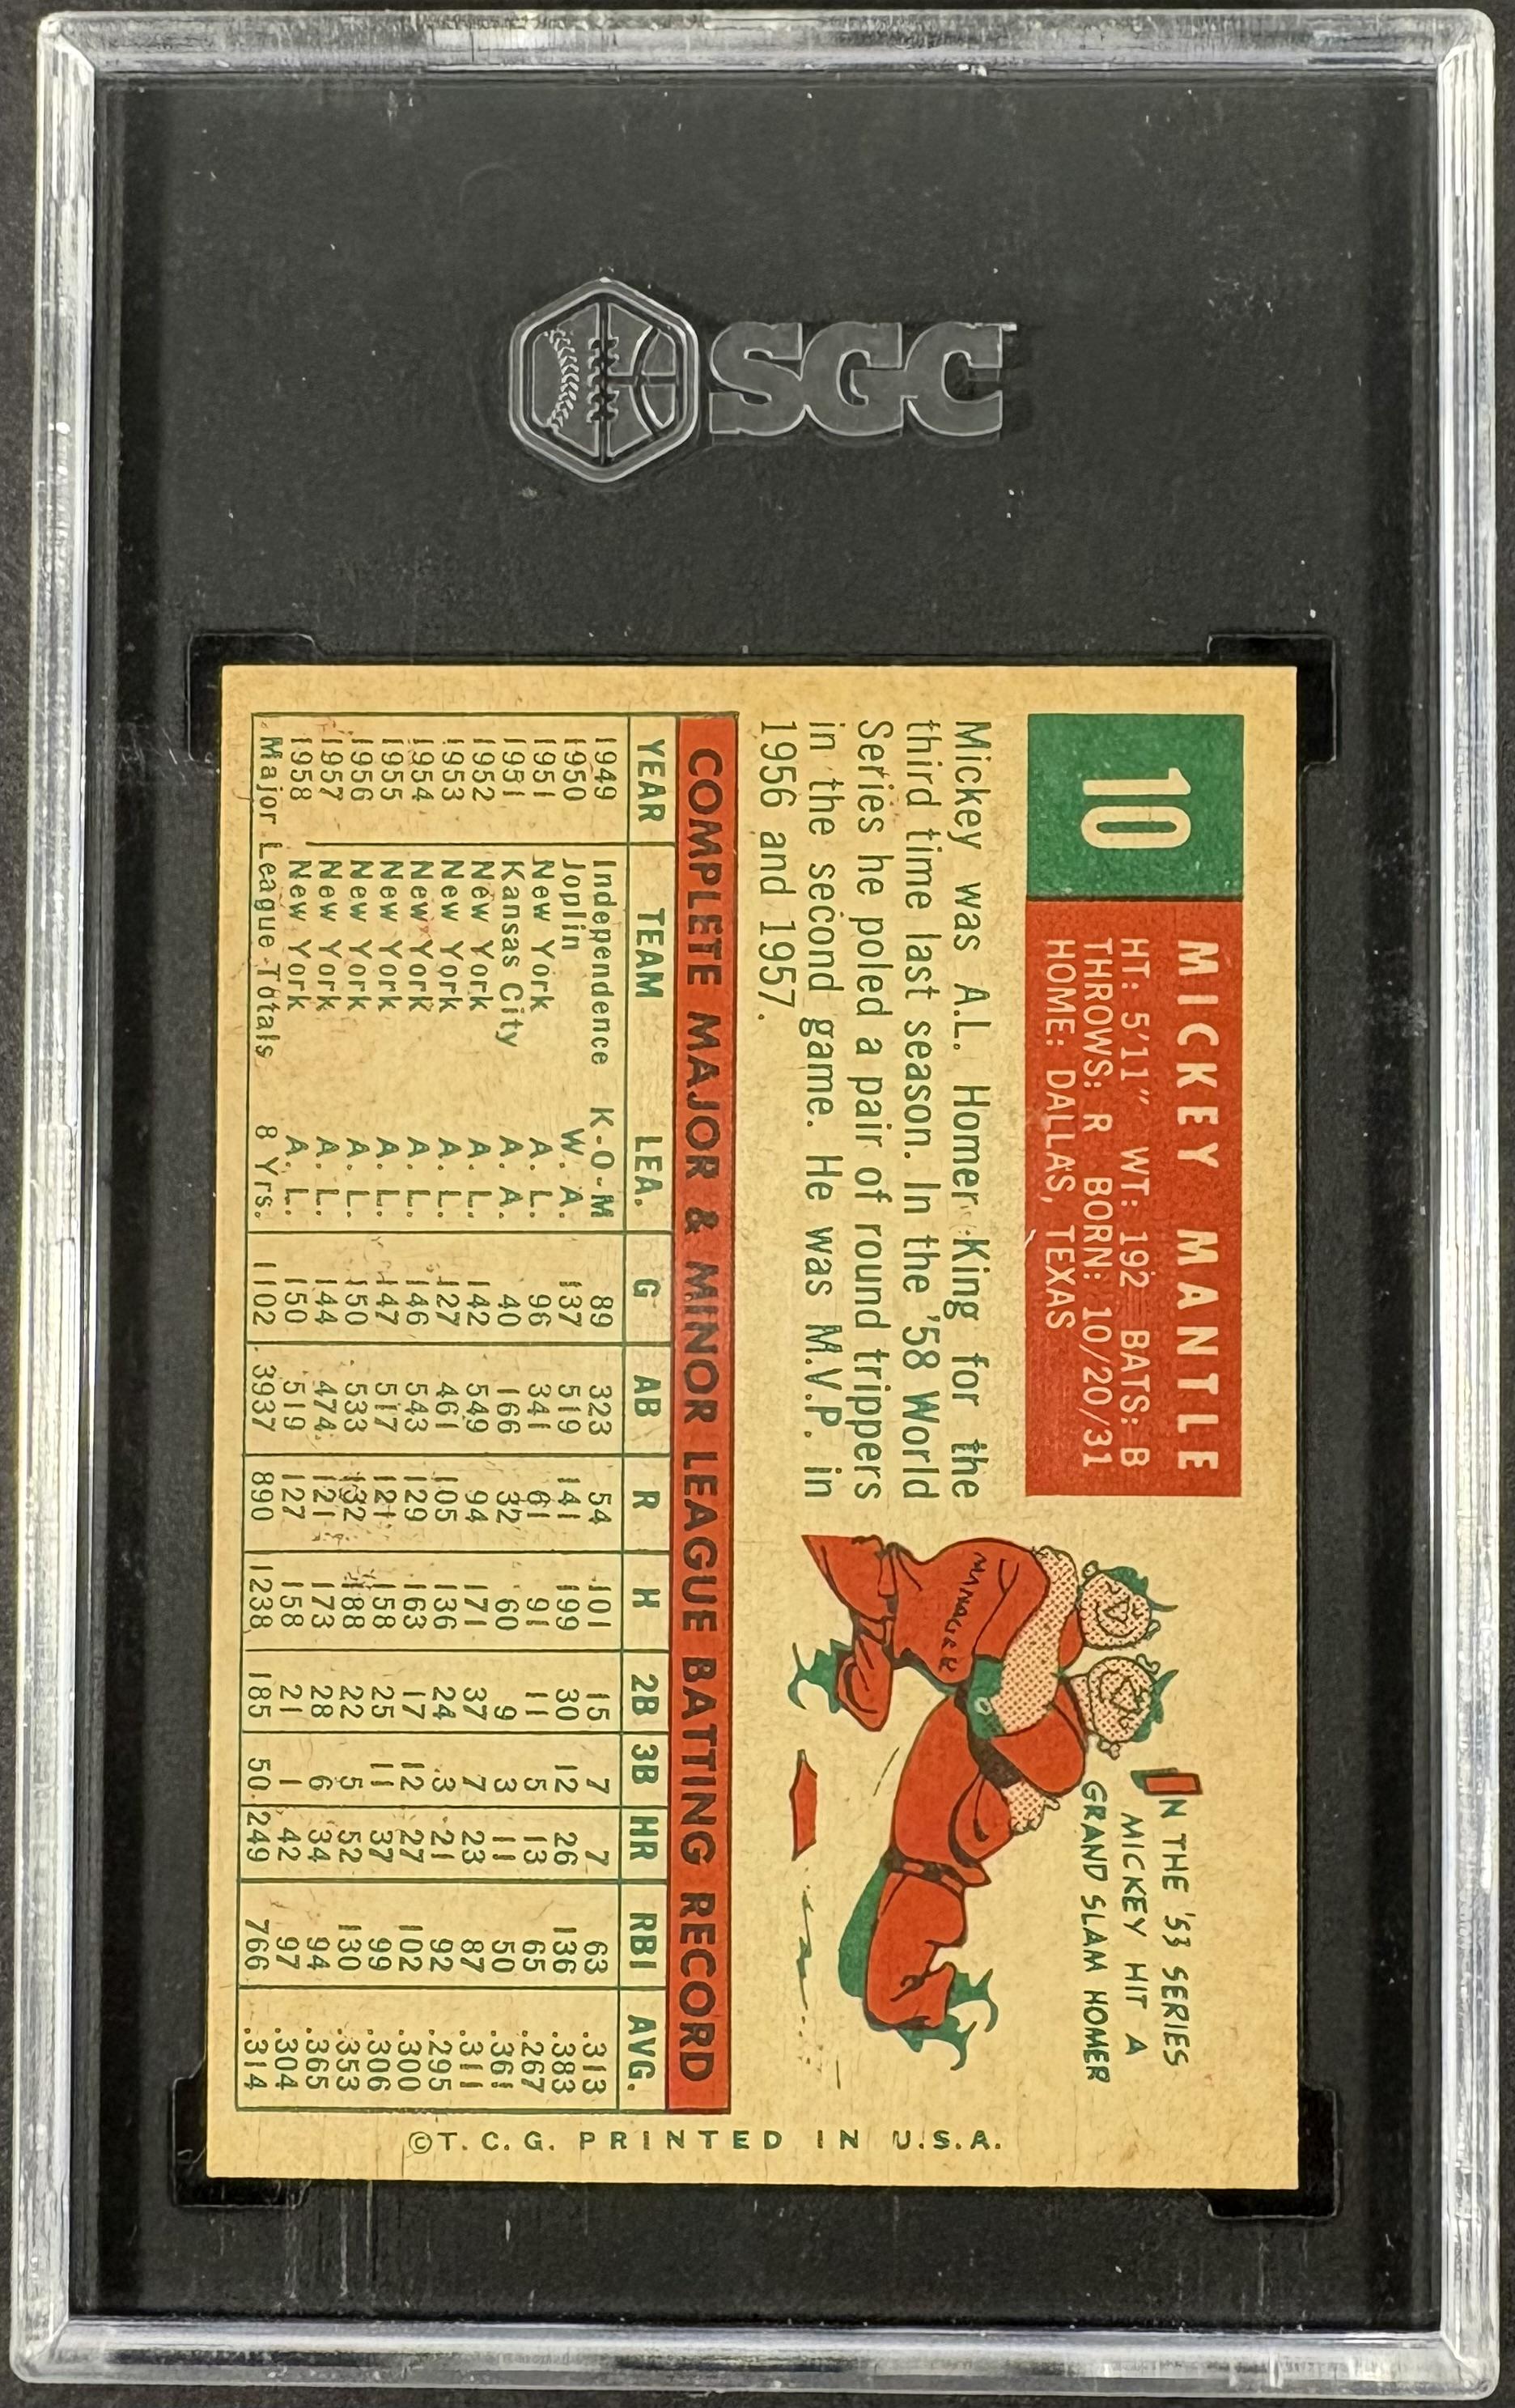 SGC
10
MICKEY MANTLE
HT: 5'11" WT: 192 BATS: B
THROWS: R BORN: 10/20/31
HOME: DALLAS, TEXAS
Mickey was A.L. Homer King for the
third time last season. In the '58 World
Series he poled a pair of round trippers
in the second game. He was M.V.P. in
1956 and 1957.
IN THE '53 SERIES
MICKEY HIT A
GRAND SLAM HOMER
MANAGER
COMPLETE MAJOR & MINOR LEAGUE BATTING RECORD
YEAR TEAM LEA. G AB R H 2B 3B HR RBI AVG.
1949 Independence K-O-M 89 323 54 101 15 7 7 63 .313
1950 Joplin W. A. 137 519 141 199 30 12 26 136 .383
1951 New York A. L. 96 341 61 91 11 5 13 65 .267
1951 Kansas City A. A. 40 166 32 60 9 3 11 50 .361
1952 New York A. L. 142 549 94 171 37 7 23 87 .311
1953 New York A. L. 127 461 105 136 24 3 21 92 .295
1954 New York A. L. 146 543 129 163 17 12 27 102 .300
1955 New York A. L. 147 517 121 158 25 11 37 99 .306
1956 New York A. L. 150 533 132 188 22 5 52 130 .353
1957 New York A. L. 144 474 121 173 28 6 34 94 .365
1958 New York A. L. 150 519 127 158 21 1 42 97 .304
Major League Totals 8 Yrs. 1102 3937 890 1238 185 50 249 766 .314
©T. C. G. PRINTED IN U.S.A.